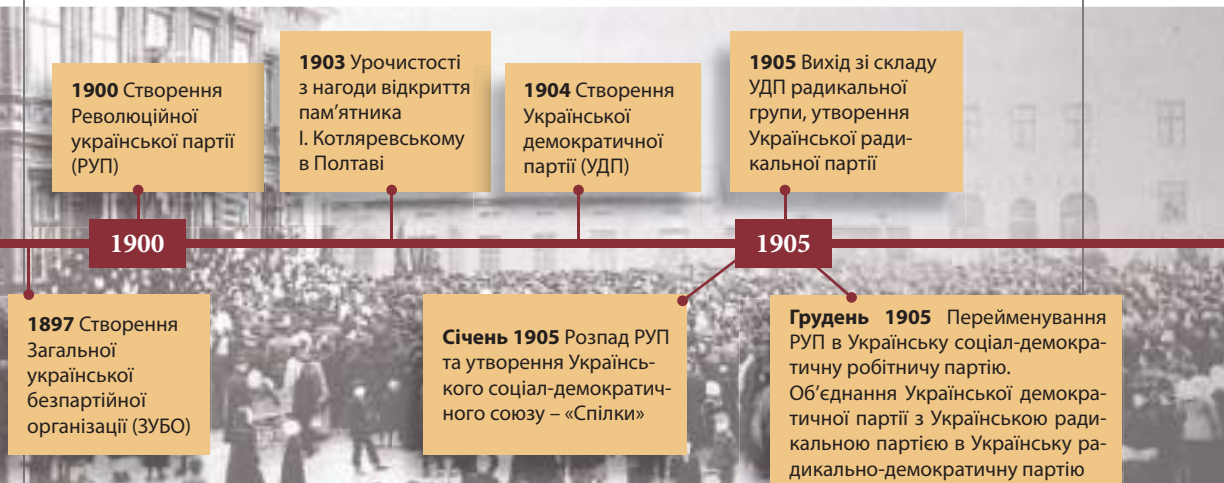 1900 Створення
Революційної
української партії
(РУП)
1903 Урочистості
з нагоди відкриття
пам’ятника
І. Котляревському
в Полтаві
1904 Створення
Української
демократичної
партії (УДП)
1905 Вихід зі складу
УДП радикальної
групи, утворення
Української ради-
кальної партії
1900
1905
1897 Створення
Загальної
української
безпартійної
організації (ЗУБО)
Січень 1905 Розпад РУП
та утворення Українсь-
кого соціал-демократич-
ного союзу – «Спілки»
Грудень 1905 Перейменування
РУП в Українську соціал-демокра-
тичну робітничу партію.
Об’єднання Української демокра-
тичної партії з Українською ради-
кальною партією в Українську ра-
дикально-демократичну партію